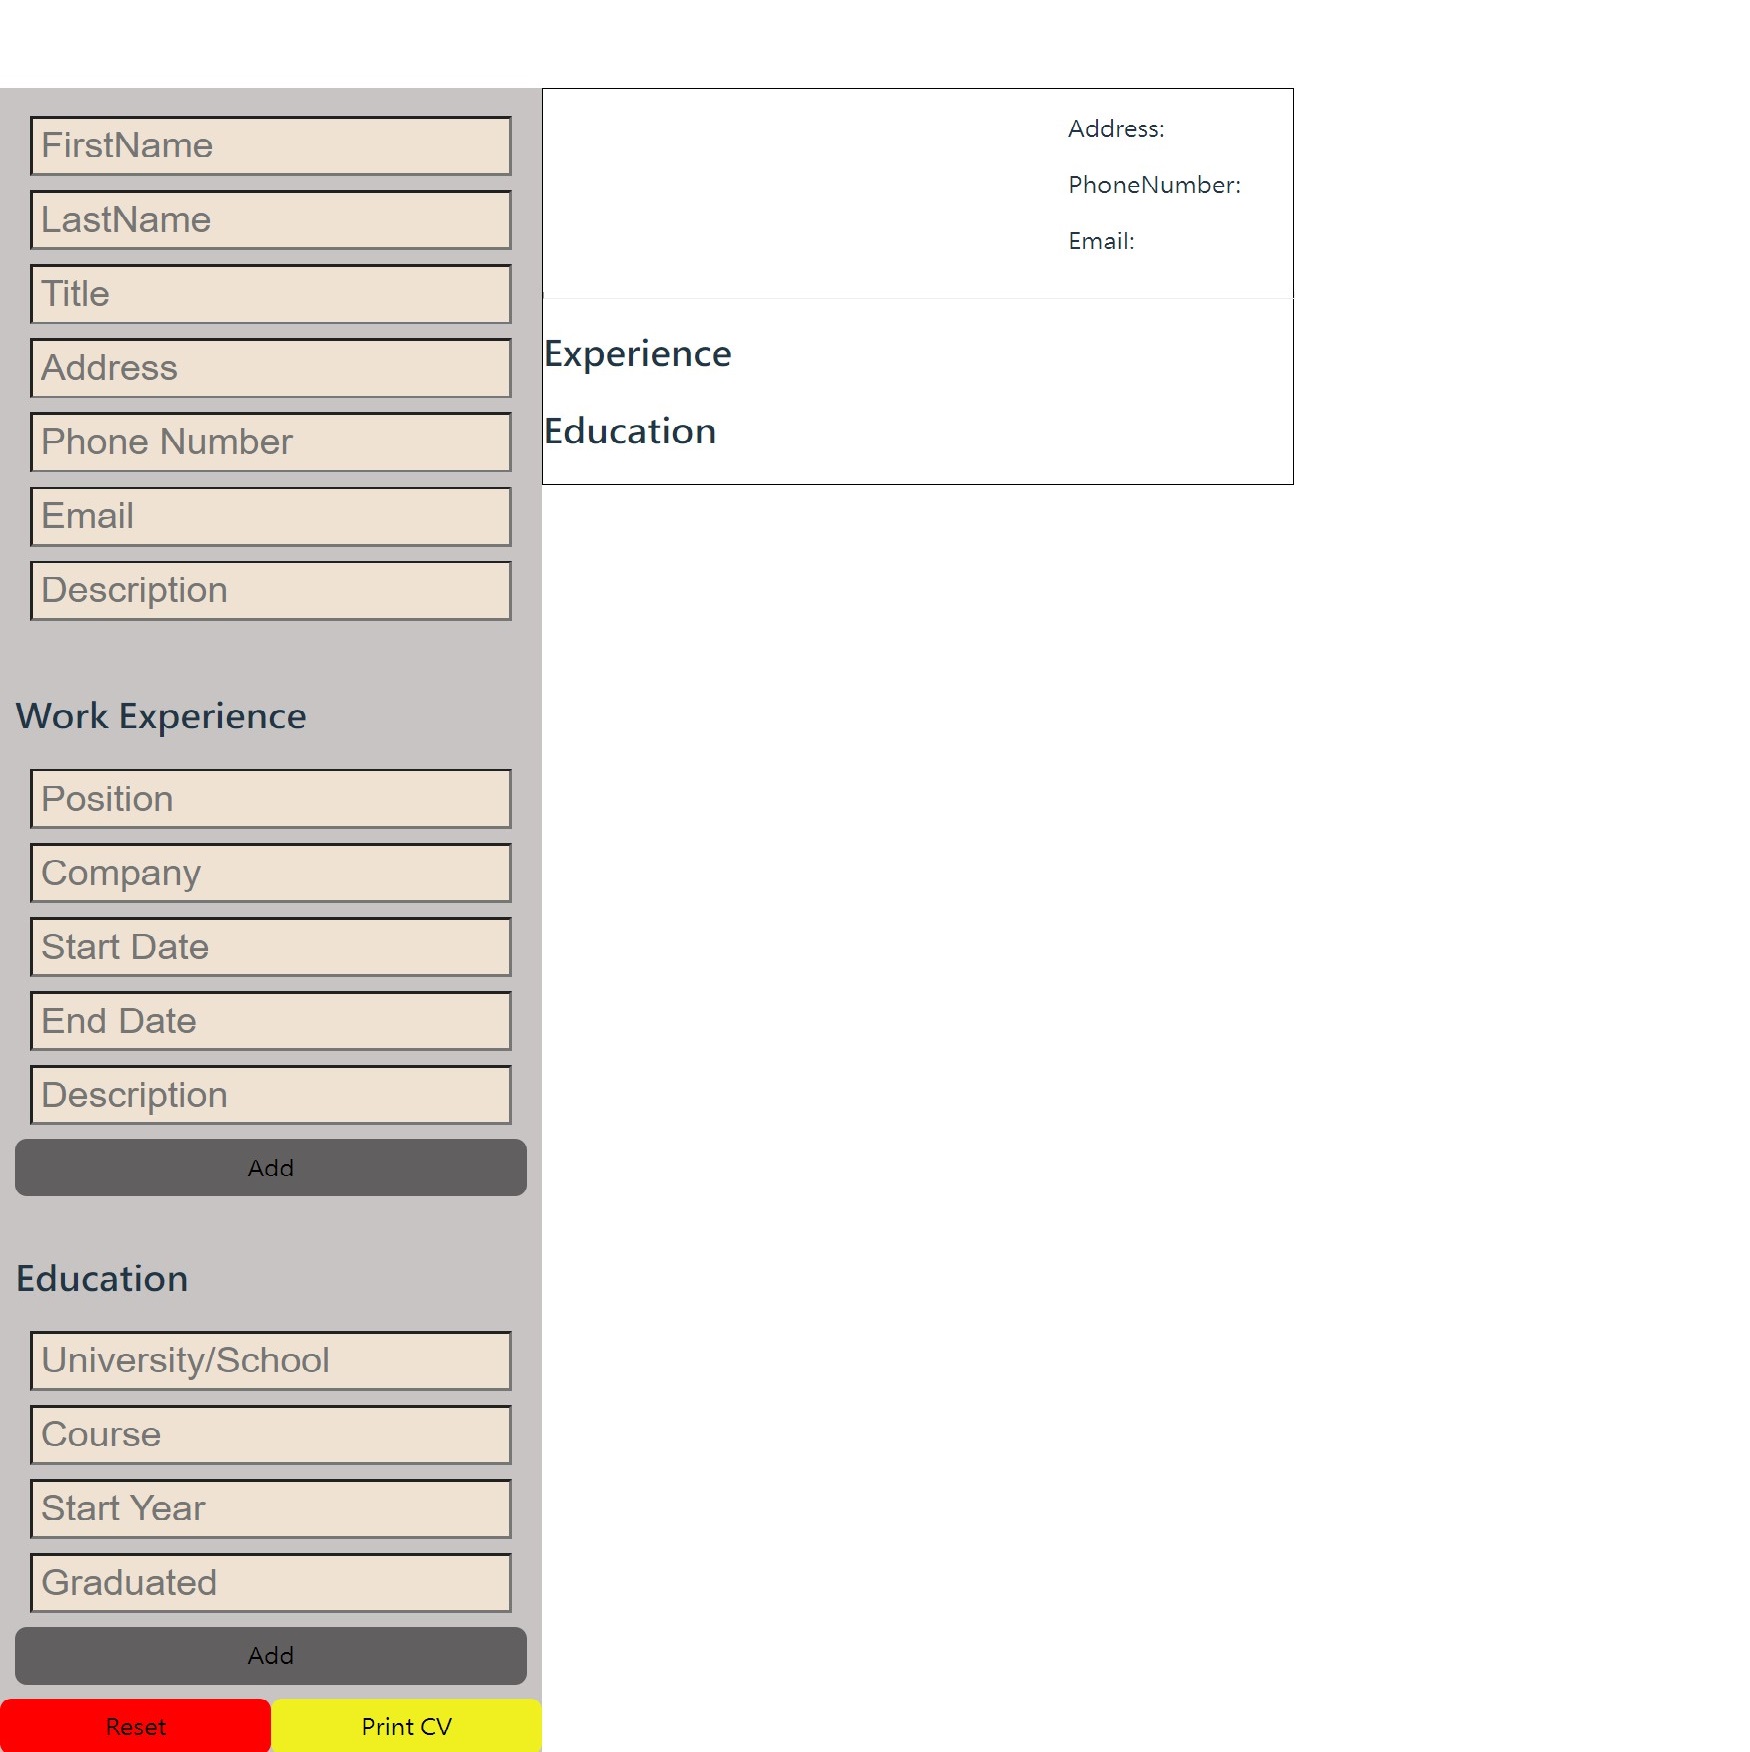 FirstName
LastName
Title
Address
Phone Number
Email
Description
Work Experience
Position
Company
Start Date
End Date
Description
Add
Education
University/School
Course
Start Year
Graduated
Add
Reset
Print CV
Address:
PhoneNumber:
Email:
Experience
Education